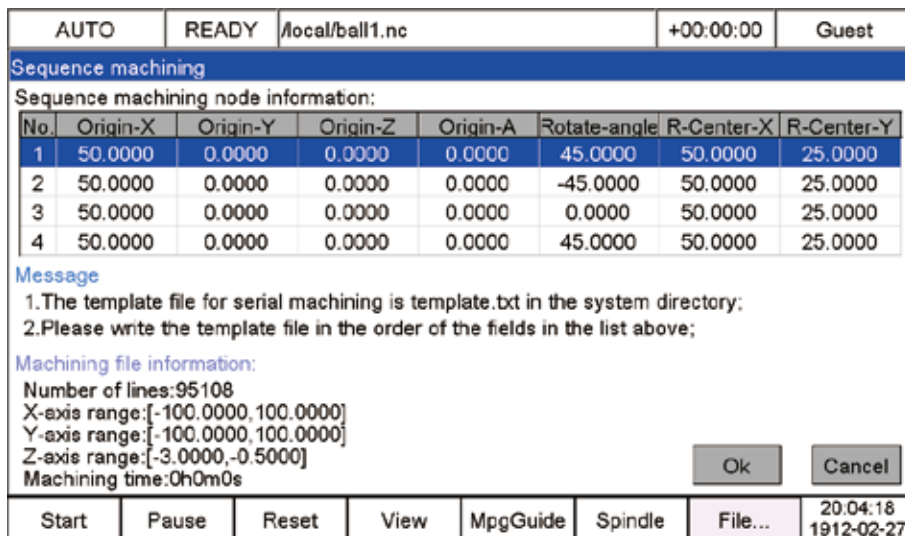 AUTO READY /local/ball1.nc +00:00:00 Guest
Sequence machining
Sequence machining node information:
No. Origin-X Origin-Y Origin-Z Origin-A Rotate-angle R-Center-X R-Center-Y
1 50.0000 0.0000 0.0000 0.0000 45.0000 50.0000 25.0000
2 50.0000 0.0000 0.0000 0.0000 -45.0000 50.0000 25.0000
3 50.0000 0.0000 0.0000 0.0000 0.0000 50.0000 25.0000
4 50.0000 0.0000 0.0000 0.0000 45.0000 50.0000 25.0000
Message
1.The template file for serial machining is template.txt in the system directory;
2.Please write the template file in the order of the fields in the list above;
Machining file information:
Number of lines:95108
X-axis range:[-100.0000,100.0000]
Y-axis range:[-100.0000,100.0000]
Z-axis range:[-3.0000,-0.5000]
Machining time:0h0m0s
Ok Cancel
Start Pause Reset View MpgGuide Spindle File... 20:04:18
1912-02-27